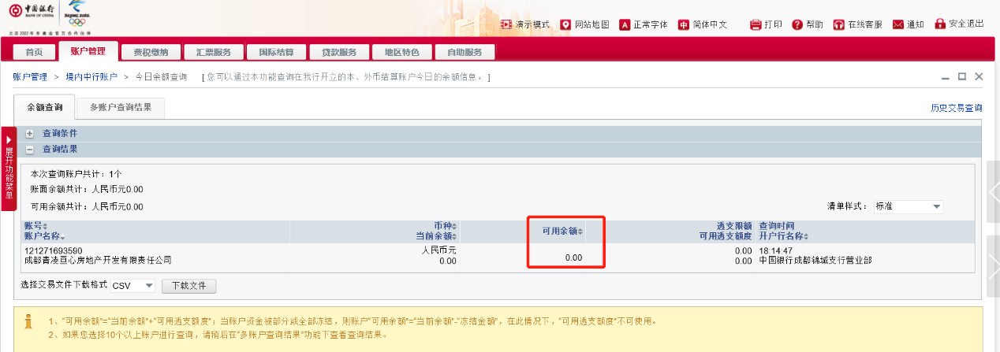 中国银行
BANK OF CHINA
BEIJING 2022
北京2022年冬奥会官方合作伙伴
演示模式 网站地图 A 正常字体 中 简体中文 打印 ? 帮助 在线客服 通知 安全退出
首页 账户管理 费税缴纳 汇票服务 国际结算 贷款服务 地区特色 自助服务
账户管理 > 境内中行账户 > 今日余额查询 [ 您可以通过本功能查询在我行开立的本、外币结算账户今日的余额信息。 ]
余额查询 多账户查询结果 历史交易查询
展开功能菜单
查询条件
查询结果
本次查询账户共计：1个
账面余额共计：人民币元0.00
可用余额共计：人民币元0.00
清单样式： 标准
账号 币种 可用余额 透支限额 查询时间
账户名称 当前余额 可用透支额度 开户行名称
121271693590 人民币元 0.00 0.00 18:14:47
成都青凌亘心房地产开发有限责任公司 0.00 0.00 中国银行成都锦城支行营业部
选择交易文件下载格式 CSV 下载文件
1、"可用余额"="当前余额"+"可用透支额度"；当账户资金被部分或全部冻结，则账户"可用余额"="当前余额"-"冻结金额"，在此情况下，"可用透支额度"不可使用。
2、如果您选择10个以上账户进行查询，请稍后在"多账户查询结果"功能下查看查询结果。